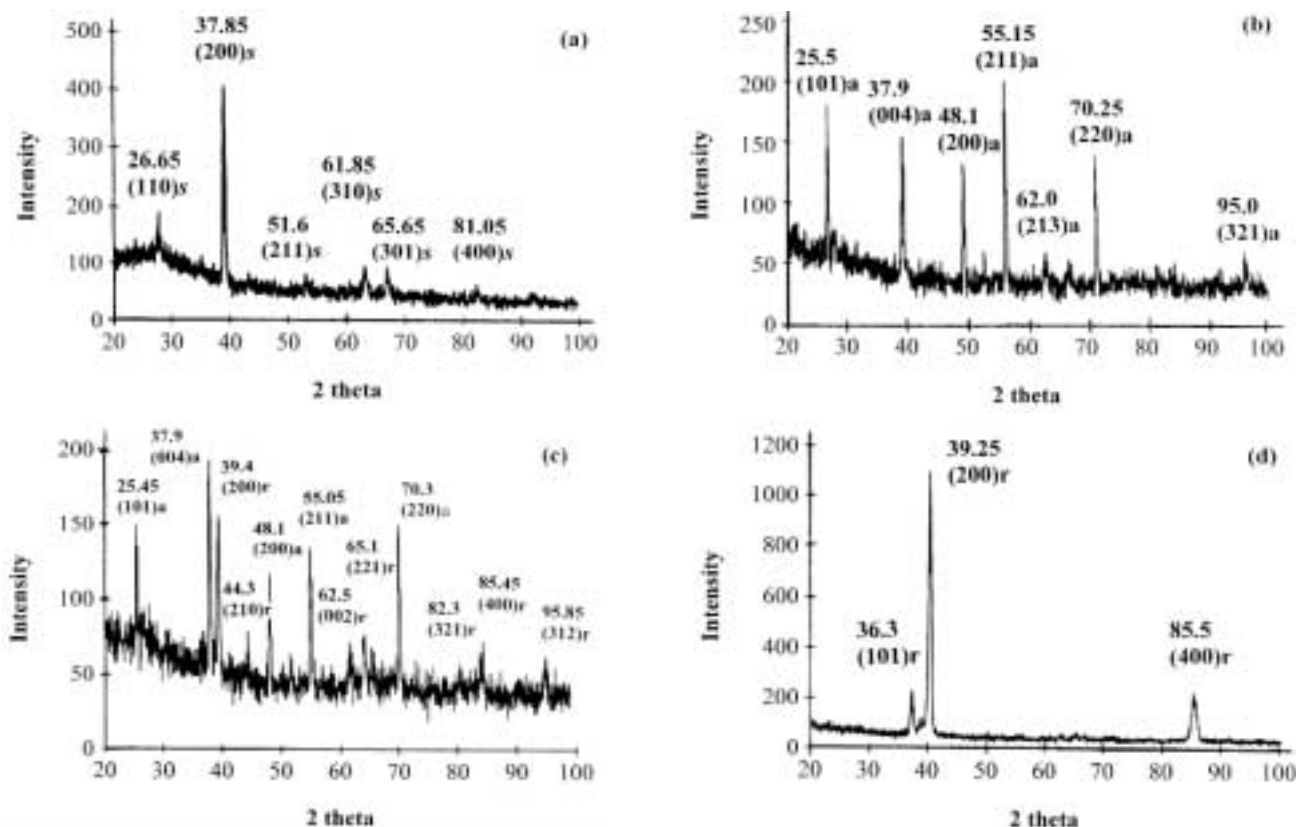 (a)
500
400
300
200
100
0
Intensity
37.85
(200)s
26.65
(110)s
51.6
(211)s
61.85
(310)s
65.65
(301)s
81.05
(400)s
20 30 40 50 60 70 80 90 100
2 theta
(b)
250
200
150
100
50
0
Intensity
25.5
(101)a
37.9
(004)a
48.1
(200)a
55.15
(211)a
62.0
(213)a
70.25
(220)a
95.0
(321)a
20 30 40 50 60 70 80 90 100
2 theta
(c)
200
150
100
50
0
Intensity
25.45
(101)a
37.9
(004)a
39.4
(200)r
44.3
(210)r
48.1
(200)a
55.05
(211)a
62.5
(002)r
65.1
(221)r
70.3
(220)a
82.3
(321)r
85.45
(400)r
95.85
(312)r
20 30 40 50 60 70 80 90 100
2 theta
(d)
1200
1000
800
600
400
200
0
Intensity
36.3
(101)r
39.25
(200)r
85.5
(400)r
20 30 40 50 60 70 80 90 100
2 theta